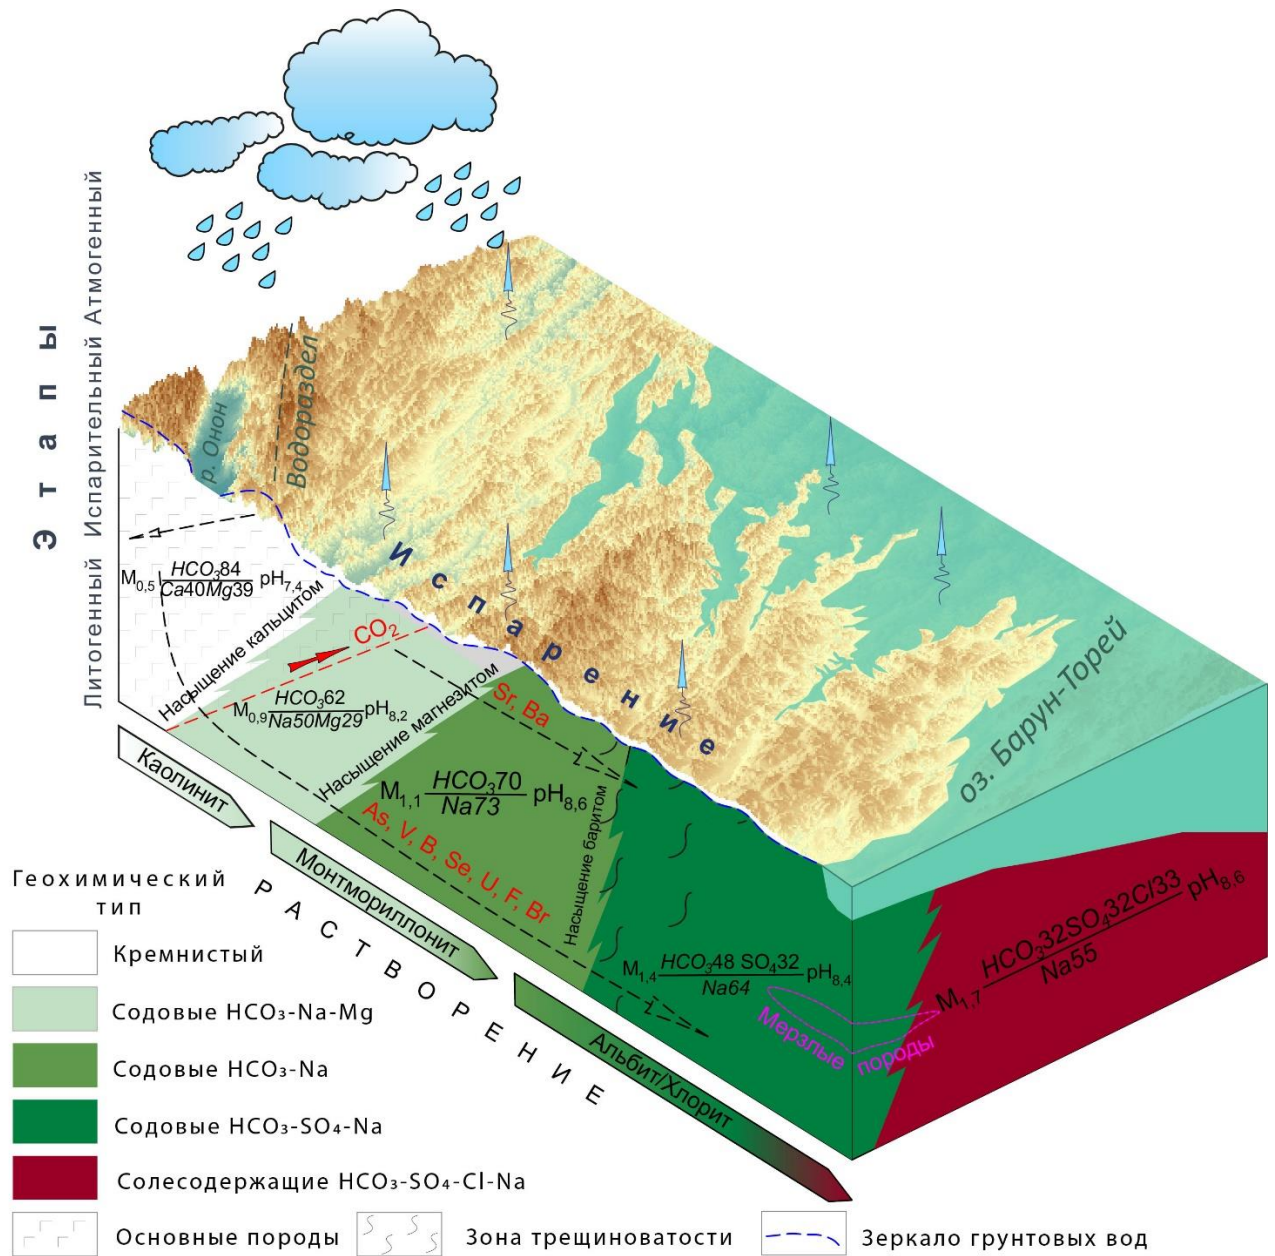 Этапы
Литогенный Испарительный Атмогенный
р. Онон
Водораздел
Испарение
оз. Барун-Торей
M0,5 HCO₃84
Ca40Mg39 pH7,4
Насыщение кальцитом
CO₂
M0,9 HCO₃62
Na50Mg29 pH8,2
Насыщение магнезитом
Sr, Ba
M1,1 HCO₃70
Na73 pH8,6
As, V, B, Se, U, F, Br
Насыщение баритом
M1,4 HCO₃48 SO₄32
Na64 pH8,4
Мерзлые породы
M1,7 HCO₃32SO₄32Cl33
Na55 pH8,6
Каолинит
Монтмориллонит
Альбит/Хлорит
РАСТВОРЕНИЕ
Геохимический
тип
Кремнистый
Содовые HCO₃-Na-Mg
Содовые HCO₃-Na
Содовые HCO₃-SO₄-Na
Солесодержащие HCO₃-SO₄-Cl-Na
Основные породы
Зона трещиноватости
Зеркало грунтовых вод